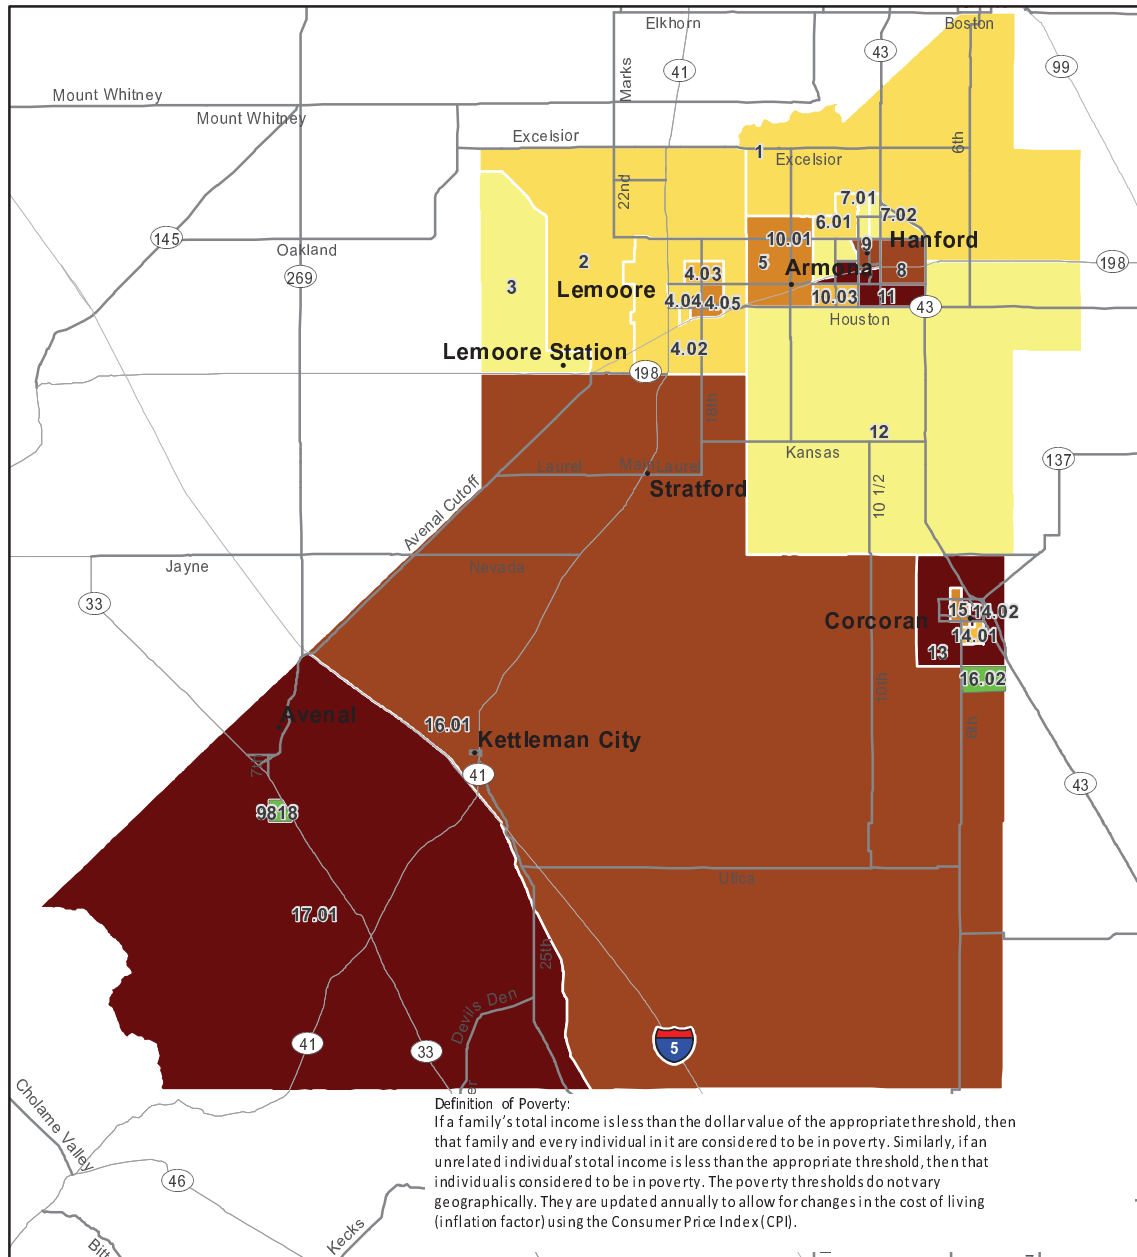 Elkhorn
Boston
43
41
99
Marks
Mount Whitney
Mount Whitney
Excelsior
6th
1
Excelsior
22nd
7.01
7.02
6.01
145
Oakland
10.01
9
Hanford
269
2
5
Armona
8
198
3
Lemoore
4.03
4.04
4.05
10.03
11
43
Houston
Lemoore Station
4.02
198
18th
12
Kansas
137
Laurel
Main
Laurel
Stratford
10 1/2
Avenal Cutoff
Jayne
Nevada
33
15
14.02
Corcoran
14.01
13
16.02
10th
6th
Avenal
16.01
Kettleman City
7th
41
43
9818
Utica
17.01
25th
Devils Den
41
33
5
er
Cholame Valley
46
Kecks
Bitt
Definition of Poverty:
If a family's total income is less than the dollar value of the appropriate threshold, then
that family and every individual in it are considered to be in poverty. Similarly, if an
unrelated individual's total income is less than the appropriate threshold, then that
individual is considered to be in poverty. The poverty thresholds do not vary
geographically. They are updated annually to allow for changes in the cost of living
(inflation factor) using the Consumer Price Index (CPI).